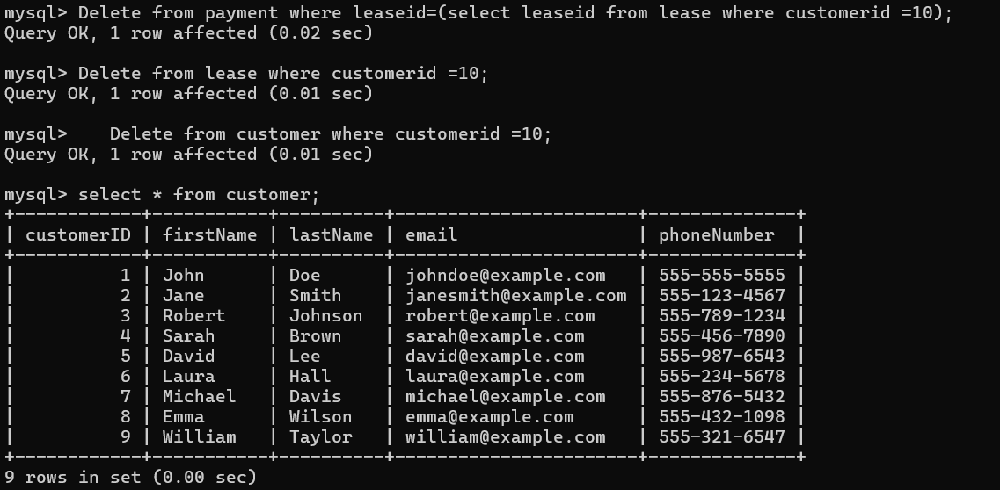 mysql> Delete from payment where leaseid=(select leaseid from lease where customerid =10);
Query OK, 1 row affected (0.02 sec)
mysql> Delete from lease where customerid =10;
Query OK, 1 row affected (0.01 sec)
mysql>    Delete from customer where customerid =10;
Query OK, 1 row affected (0.01 sec)
mysql> select * from customer;
+------------+-----------+----------+-----------------------+--------------+
| customerID | firstName | lastName | email                 | phoneNumber  |
+------------+-----------+----------+-----------------------+--------------+
|          1 | John      | Doe      | johndoe@example.com   | 555-555-5555 |
|          2 | Jane      | Smith    | janesmith@example.com | 555-123-4567 |
|          3 | Robert    | Johnson  | robert@example.com    | 555-789-1234 |
|          4 | Sarah     | Brown    | sarah@example.com     | 555-456-7890 |
|          5 | David     | Lee      | david@example.com     | 555-987-6543 |
|          6 | Laura     | Hall     | laura@example.com     | 555-234-5678 |
|          7 | Michael   | Davis    | michael@example.com   | 555-876-5432 |
|          8 | Emma      | Wilson   | emma@example.com      | 555-432-1098 |
|          9 | William   | Taylor   | william@example.com   | 555-321-6547 |
+------------+-----------+----------+-----------------------+--------------+
9 rows in set (0.00 sec)